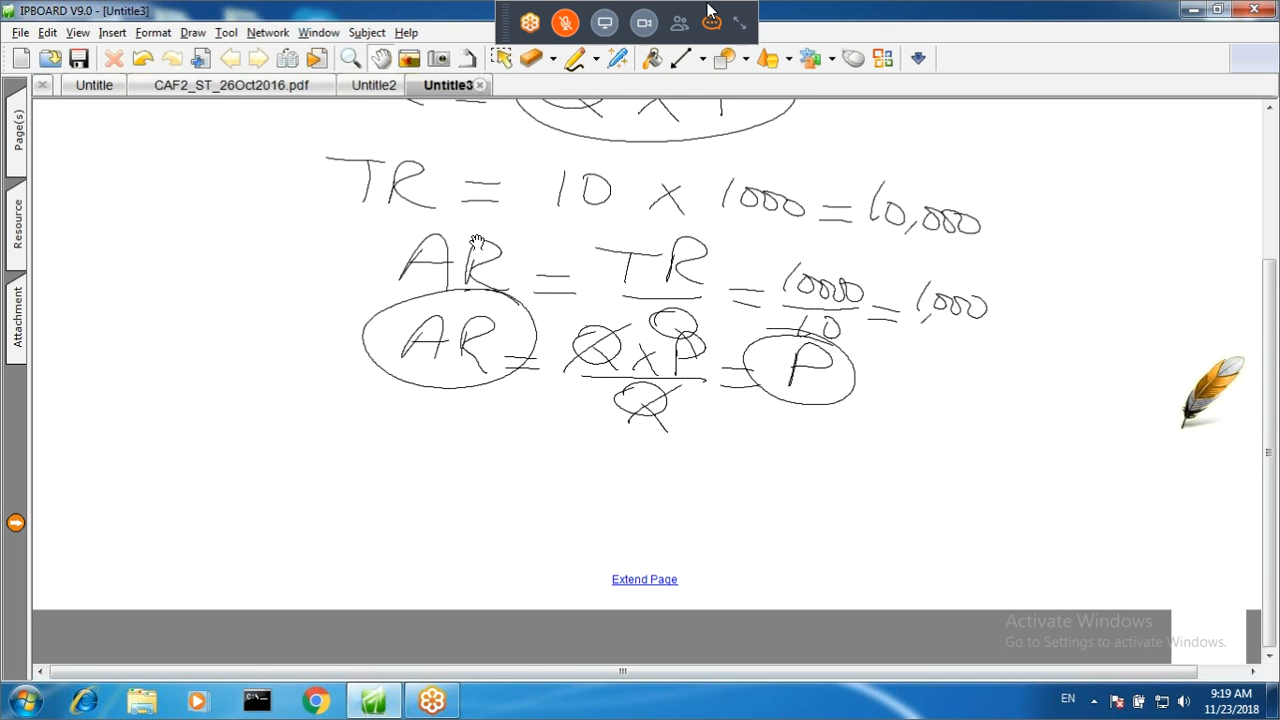 IPBOARD V9.0 - [Untitle3]
File Edit View Insert Format Draw Tool Network Window Subject Help
Untitle CAF2_ST_26Oct2016.pdf Untitle2 Untitle3
Page(s)
Resource
Attachment
TR = 10 x 1000 = 10,000
AR = TR = 10000 = 1,000
10
AR = Q x P = P
Q
Extend Page
Activate Windows
Go to Settings to activate Windows.
EN
9:19 AM
11/23/2018